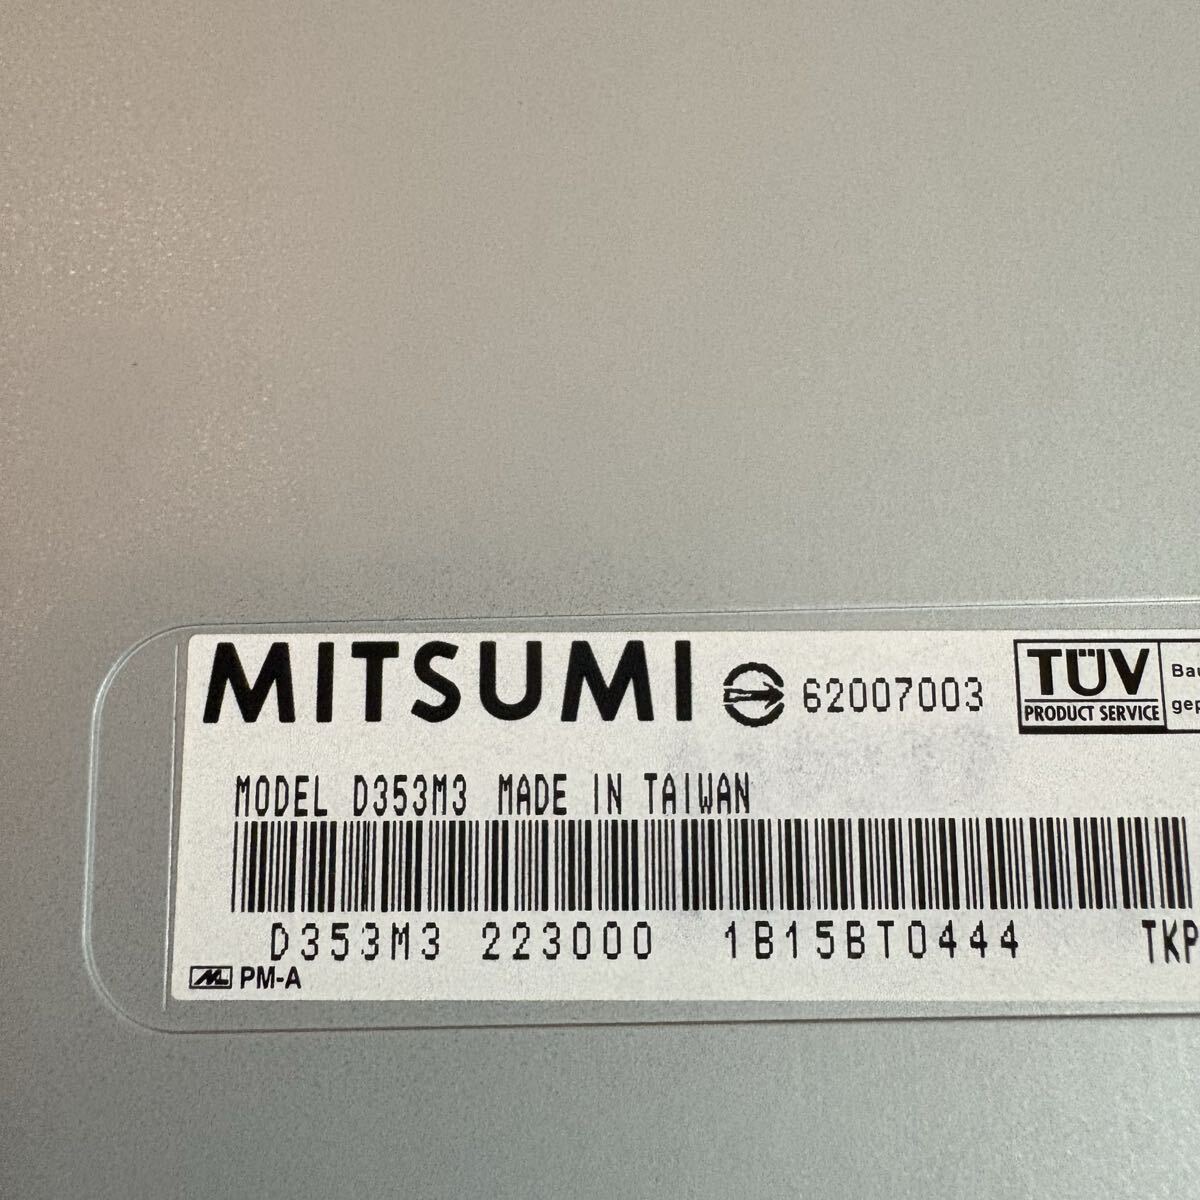 MITSUMI 62007003 TÜV
PRODUCT SERVICE
MODEL D353M3 MADE IN TAIWAN
D353M3 223000 1B15BT0444 TKP
PM-A